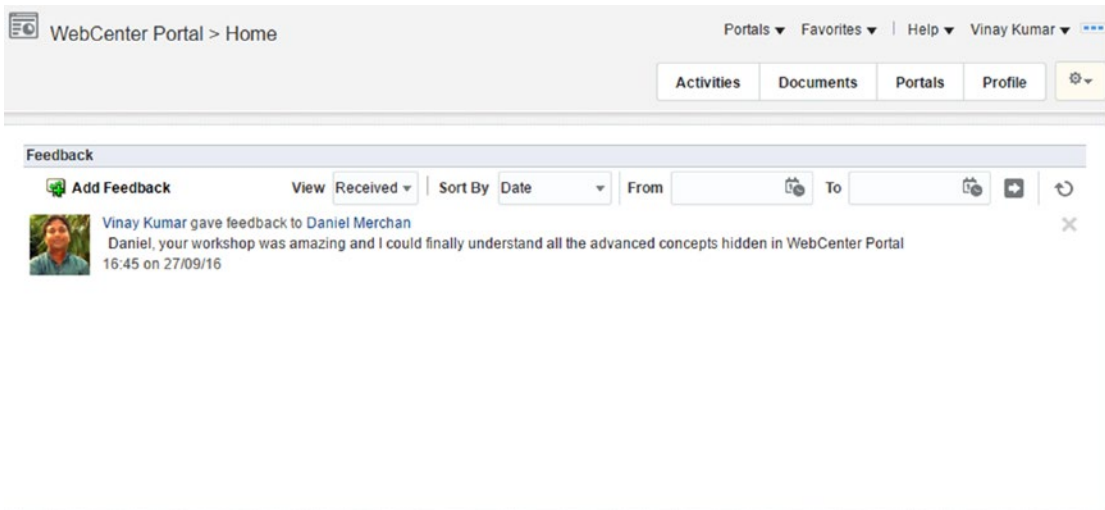 WebCenter Portal > Home
Portals Favorites Help Vinay Kumar
Activities Documents Portals Profile
Feedback
Add Feedback View Received Sort By Date From To
Vinay Kumar gave feedback to Daniel Merchan
Daniel, your workshop was amazing and I could finally understand all the advanced concepts hidden in WebCenter Portal
16:45 on 27/09/16